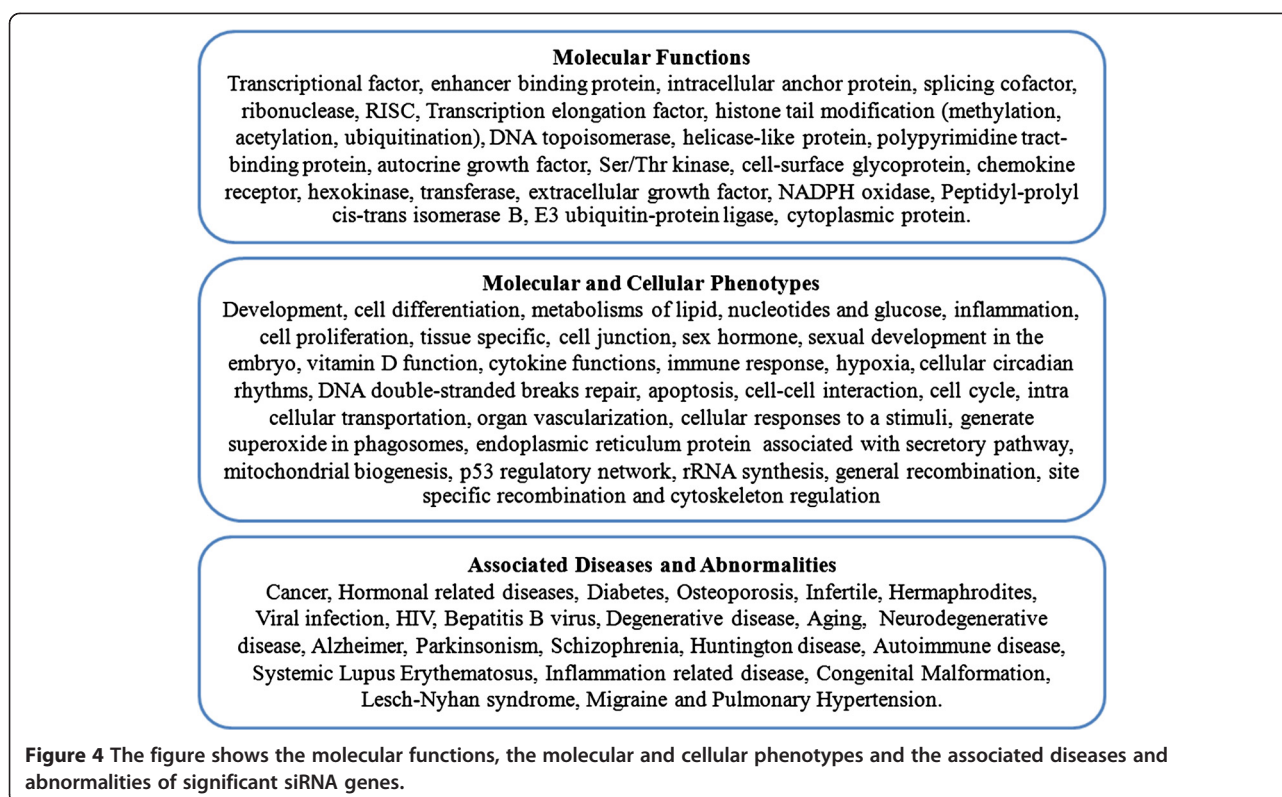 Molecular Functions
Transcriptional factor, enhancer binding protein, intracellular anchor protein, splicing cofactor,
ribonuclease, RISC, Transcription elongation factor, histone tail modification (methylation,
acetylation, ubiquitination), DNA topoisomerase, helicase-like protein, polypyrimidine tract-
binding protein, autocrine growth factor, Ser/Thr kinase, cell-surface glycoprotein, chemokine
receptor, hexokinase, transferase, extracellular growth factor, NADPH oxidase, Peptidyl-prolyl
cis-trans isomerase B, E3 ubiquitin-protein ligase, cytoplasmic protein.
Molecular and Cellular Phenotypes
Development, cell differentiation, metabolisms of lipid, nucleotides and glucose, inflammation,
cell proliferation, tissue specific, cell junction, sex hormone, sexual development in the
embryo, vitamin D function, cytokine functions, immune response, hypoxia, cellular circadian
rhythms, DNA double-stranded breaks repair, apoptosis, cell-cell interaction, cell cycle, intra
cellular transportation, organ vascularization, cellular responses to a stimuli, generate
superoxide in phagosomes, endoplasmic reticulum protein associated with secretory pathway,
mitochondrial biogenesis, p53 regulatory network, rRNA synthesis, general recombination, site
specific recombination and cytoskeleton regulation
Associated Diseases and Abnormalities
Cancer, Hormonal related diseases, Diabetes, Osteoporosis, Infertile, Hermaphrodites,
Viral infection, HIV, Bepatitis B virus, Degenerative disease, Aging, Neurodegenerative
disease, Alzheimer, Parkinsonism, Schizophrenia, Huntington disease, Autoimmune disease,
Systemic Lupus Erythematosus, Inflammation related disease, Congenital Malformation,
Lesch-Nyhan syndrome, Migraine and Pulmonary Hypertension.
Figure 4 The figure shows the molecular functions, the molecular and cellular phenotypes and the associated diseases and
abnormalities of significant siRNA genes.